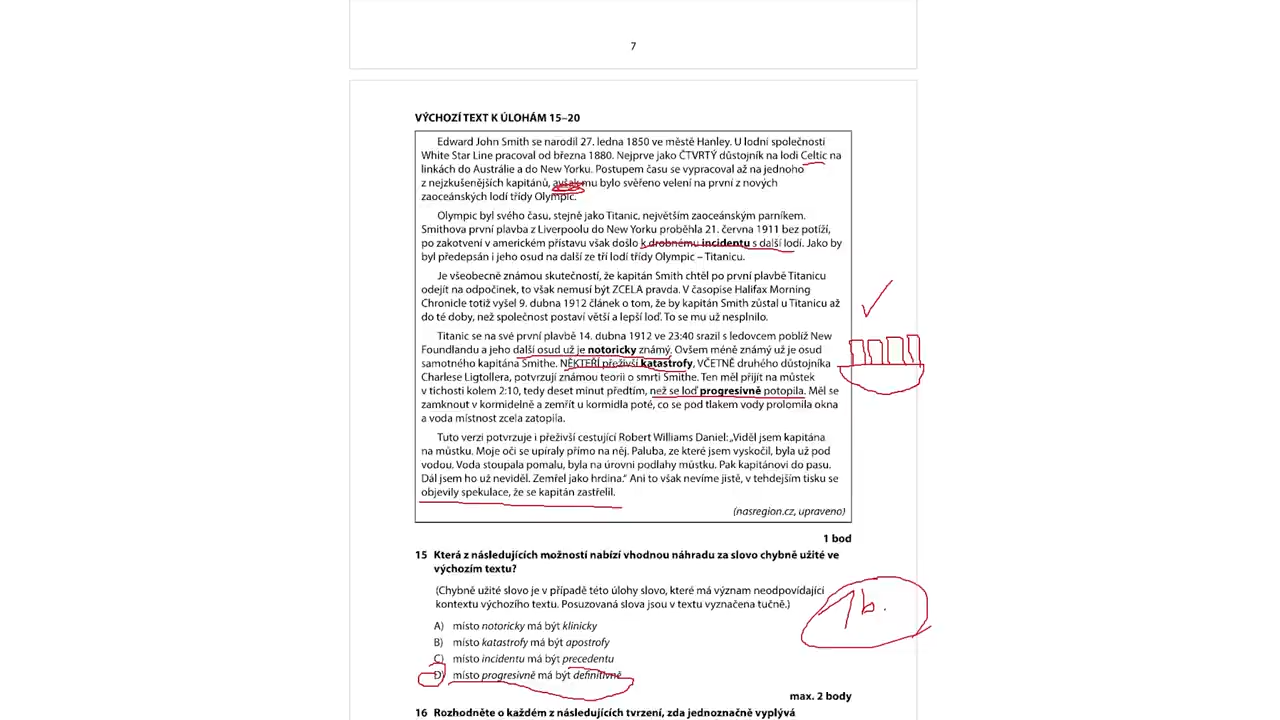 7
VÝCHOZÍ TEXT K ÚLOHÁM 15–20
Edward John Smith se narodil 27. ledna 1850 ve městě Hanley. U lodní společnosti
White Star Line pracoval od března 1880. Nejprve jako ČTVRTÝ důstojník na lodi Celtic na
linkách do Austrálie a do New Yorku. Postupem času se vypracoval až na jednoho
z nejzkušenějších kapitánů, avšak mu bylo svěřeno velení na první z nových
zaoceánských lodí třídy Olympic.
Olympic byl svého času, stejně jako Titanic, největším zaoceánským parníkem.
Smithova první plavba z Liverpoolu do New Yorku proběhla 21. června 1911 bez potíží,
po zakotvení v americkém přístavu však došlo k drobnému incidentu s další lodí. Jako by
byl předepsán i jeho osud na další ze tří lodí třídy Olympic – Titanicu.
Je všeobecně známou skutečností, že kapitán Smith chtěl po první plavbě Titanicu
odejít na odpočinek, to však nemusí být ZCELA pravda. V časopise Halifax Morning
Chronicle totiž vyšel 9. dubna 1912 článek o tom, že by kapitán Smith zůstal u Titanicu až
do té doby, než společnost postaví větší a lepší loď. To se mu už nesplnilo.
Titanic se na své první plavbě 14. dubna 1912 ve 23:40 srazil s ledovcem poblíž New
Foundlandu a jeho další osud už je notoricky známý. Ovšem méně známý už je osud
samotného kapitána Smithe. NĚKTEŘÍ přeživší katastrofy, VČETNĚ druhého důstojníka
Charlese Ligtollera, potvrzují známou teorii o smrti Smithe. Ten měl přijít na můstek
v tichosti kolem 2:10, tedy deset minut předtím, než se loď progresivně potopila. Měl se
zamknout v kormidelně a zemřít u kormidla poté, co se pod tlakem vody prolomila okna
a voda místnost zcela zatopila.
Tuto verzi potvrzuje i přeživší cestující Robert Williams Daniel: „Viděl jsem kapitána
na můstku. Moje oči se upíraly přímo na něj. Paluba, ze které jsem vyskočil, byla už pod
vodou. Voda stoupala pomalu, byla na úrovni podlahy můstku. Pak kapitánovi do pasu.
Dál jsem ho už neviděl. Zemřel jako hrdina.“ Ani to však nevíme jistě, v tehdejším tisku se
objevily spekulace, že se kapitán zastřelil.
(nasregion.cz, upraveno)
1 bod
15 Která z následujících možností nabízí vhodnou náhradu za slovo chybně užité ve
výchozím textu?
(Chybně užité slovo je v případě této úlohy slovo, které má význam neodpovídající
kontextu výchozího textu. Posuzovaná slova jsou v textu vyznačena tučně.)
1 b.
A) místo notoricky má být klinicky
B) místo katastrofy má být apostrofy
C) místo incidentu má být precedentu
D) místo progresivně má být definitivně
max. 2 body
16 Rozhodněte o každém z následujících tvrzení, zda jednoznačně vyplývá